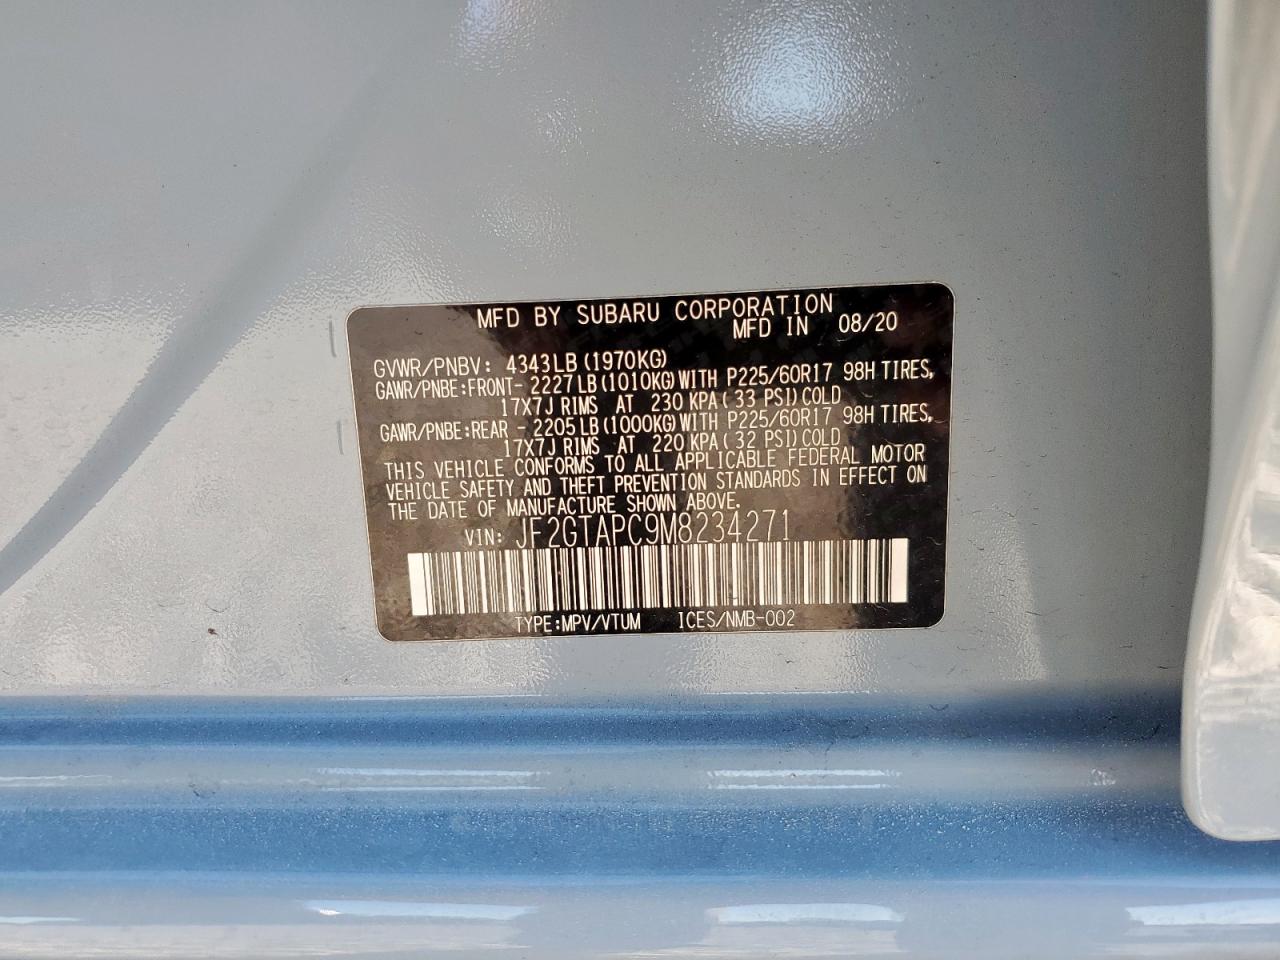 MFD BY SUBARU CORPORATION
MFD IN 08/20
GVWR/PNBV: 4343LB (1970KG)
GAWR/PNBE:FRONT- 2227LB (1010KG)WITH P225/60R17 98H TIRES,
17X7J RIMS AT 230 KPA( 33 PSI)COLD
GAWR/PNBE:REAR - 2205LB (1000KG)WITH P225/60R17 98H TIRES,
17X7J RIMS AT 220 KPA( 32 PSI)COLD
THIS VEHICLE CONFORMS TO ALL APPLICABLE FEDERAL MOTOR
VEHICLE SAFETY AND THEFT PREVENTION STANDARDS IN EFFECT ON
THE DATE OF MANUFACTURE SHOWN ABOVE.
VIN: JF2GTAPC9M8234271
TYPE:MPV/VTUM ICES/NMB-002